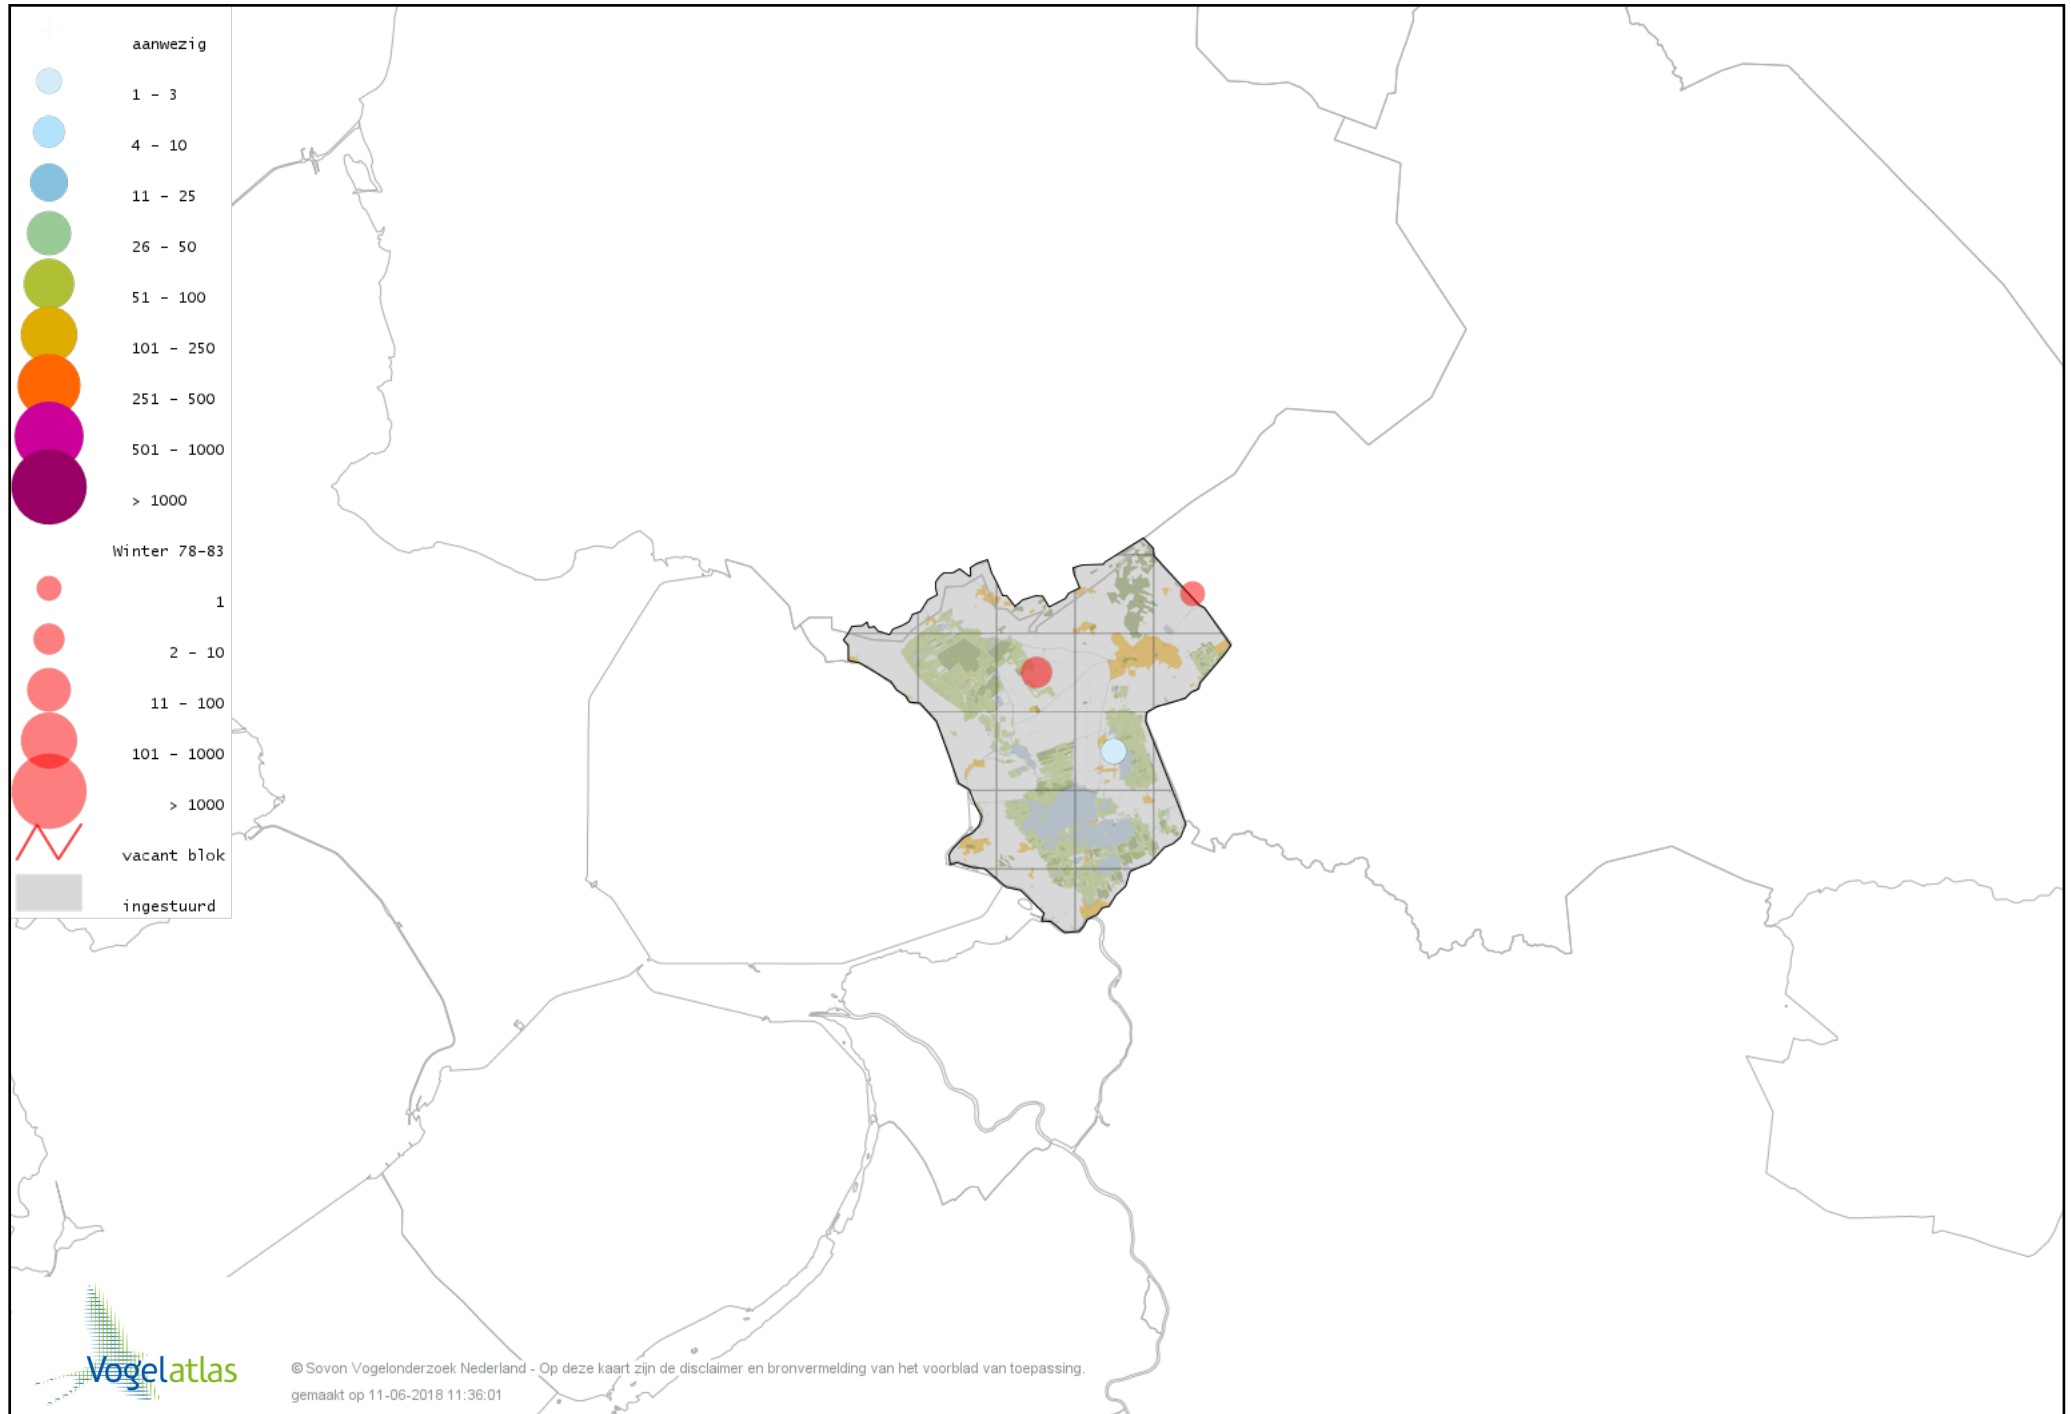 aanwezig
1 - 3
4 - 10
11 - 25
26 - 50
51 - 100
101 - 250
251 - 500
501 - 1000
> 1000
Winter 78-83
1
2 - 10
11 - 100
101 - 1000
> 1000
vacant blok
ingestuurd
Vogelatlas
© Sovon Vogelonderzoek Nederland - Op deze kaart zijn de disclaimer en bronvermelding van het voorblad van toepassing.
gemaakt op 11-06-2018 11:36:01